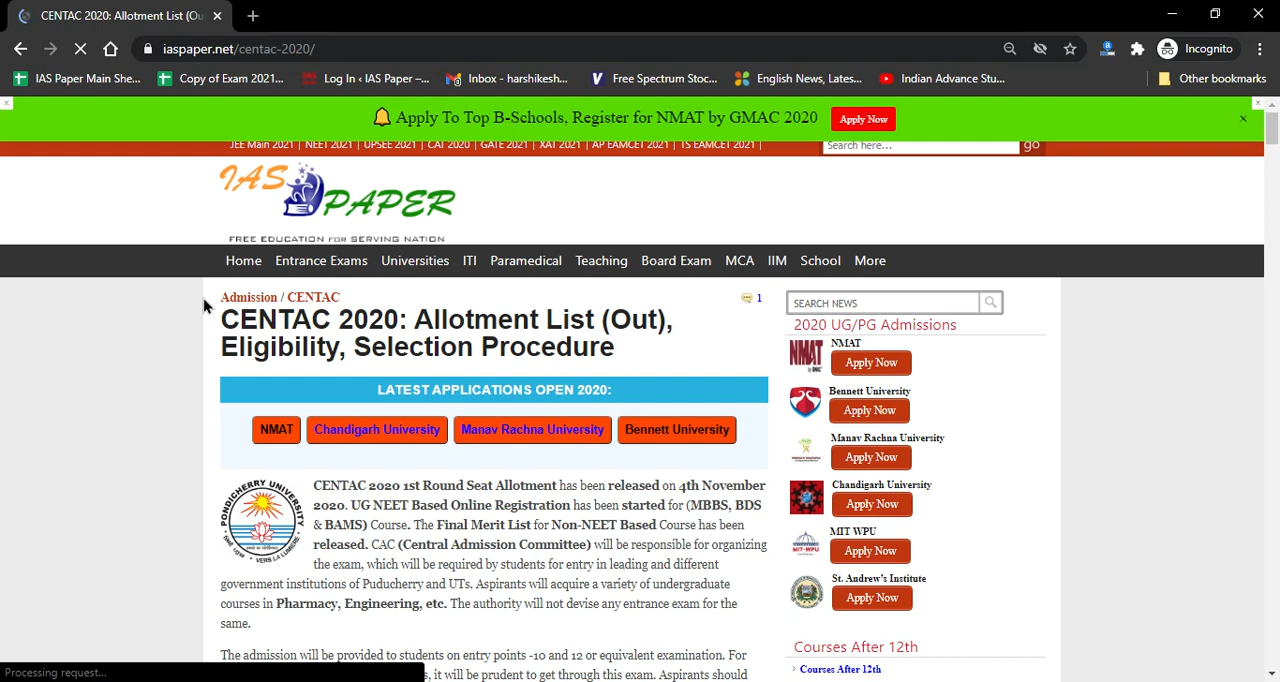 CENTAC 2020: Allotment List (Ou
iaspaper.net/centac-2020/
Incognito
IAS Paper Main She...
Copy of Exam 2021...
Log In ‹ IAS Paper –...
Inbox - harshikesh...
Free Spectrum Stoc...
English News, Lates...
Indian Advance Stu...
Other bookmarks
Apply To Top B-Schools, Register for NMAT by GMAC 2020
Apply Now
JEE Main 2021 | NEET 2021 | UPSEE 2021 | CAT 2020 | GATE 2021 | XAT 2021 | AP EAMCET 2021 | TS EAMCET 2021 |
Search here...
go
IAS PAPER
FREE EDUCATION FOR SERVING NATION
Home Entrance Exams Universities ITI Paramedical Teaching Board Exam MCA IIM School More
Admission / CENTAC
1
CENTAC 2020: Allotment List (Out),
Eligibility, Selection Procedure
LATEST APPLICATIONS OPEN 2020:
NMAT
Chandigarh University
Manav Rachna University
Bennett University
PONDICHERRY UNIVERSITY
VERS LA LUMIÈRE
CENTAC 2020 1st Round Seat Allotment has been released on 4th November
2020. UG NEET Based Online Registration has been started for (MBBS, BDS
& BAMS) Course. The Final Merit List for Non-NEET Based Course has been
released. CAC (Central Admission Committee) will be responsible for organizing
the exam, which will be required by students for entry in leading and different
government institutions of Puducherry and UTs. Aspirants will acquire a variety of undergraduate
courses in Pharmacy, Engineering, etc. The authority will not devise any entrance exam for the
same.
The admission will be provided to students on entry points -10 and 12 or equivalent examination. For
s, it will be prudent to get through this exam. Aspirants should
SEARCH NEWS
2020 UG/PG Admissions
NMAT
Apply Now
Bennett University
Apply Now
Manav Rachna University
Apply Now
Chandigarh University
Apply Now
MIT WPU
MIT-WPU
Apply Now
St. Andrew's Institute
Apply Now
Courses After 12th
Courses After 12th
Processing request...